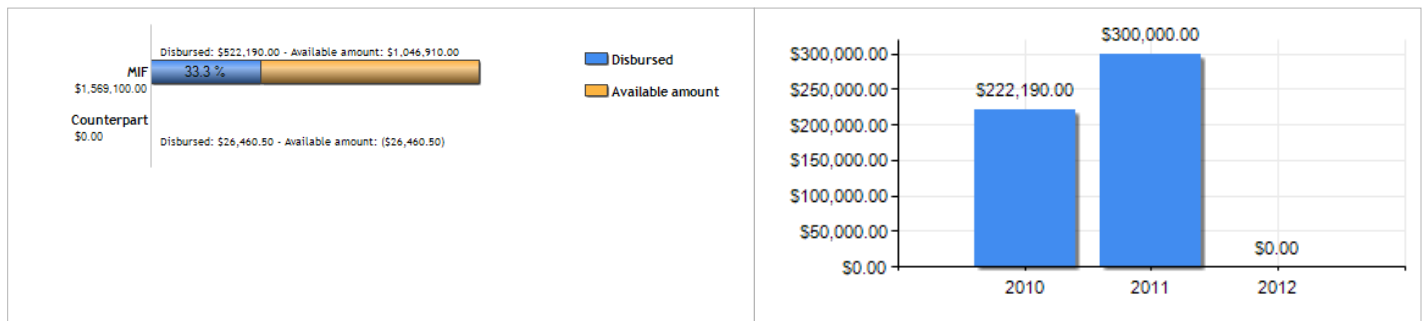 Disbursed: $522,190.00 - Available amount: $1,046,910.00
MIF
33.3 %
$1,569,100.00
Counterpart
$0.00
Disbursed: $26,460.50 - Available amount: ($26,460.50)
Disbursed
Available amount
$300,000.00
$250,000.00
$200,000.00
$150,000.00
$100,000.00
$50,000.00
$0.00
$222,190.00
$300,000.00
$0.00
2010 2011 2012